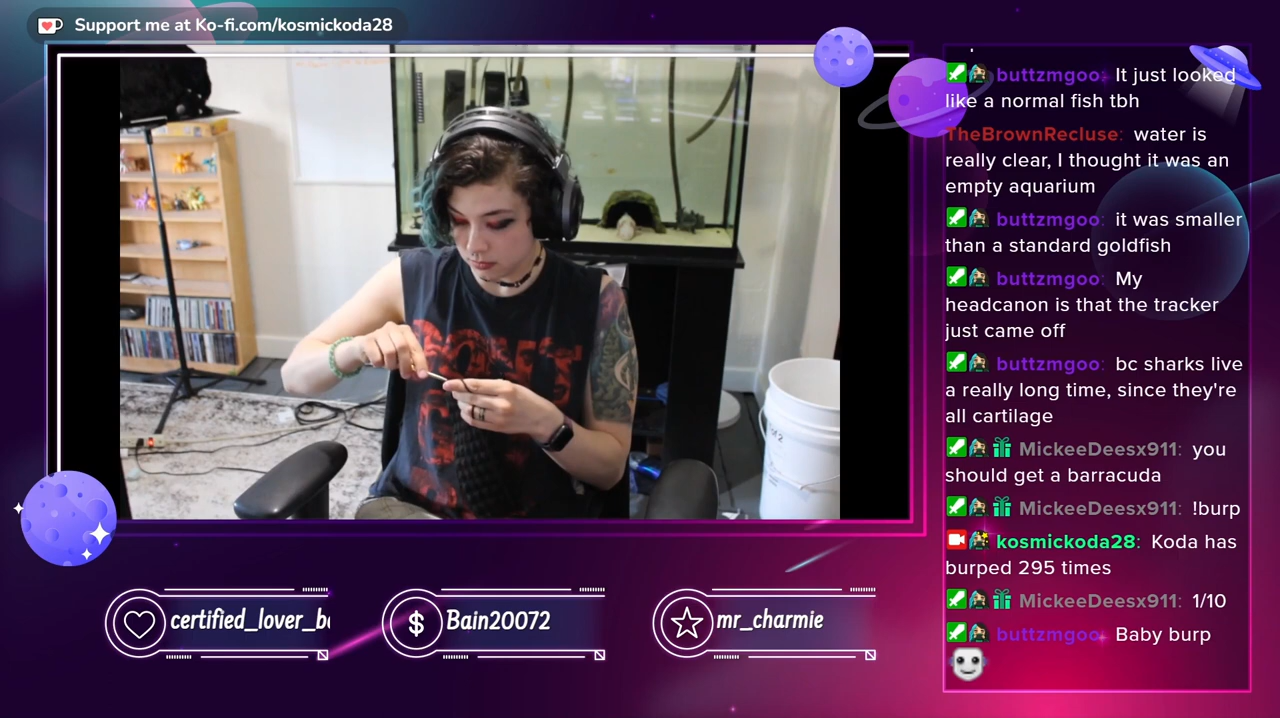 Support me at Ko-fi.com/kosmickoda28
buttzmgoo: It just looked
like a normal fish tbh
TheBrownRecluse: water is
really clear, I thought it was an
empty aquarium
buttzmgoo: it was smaller
than a standard goldfish
buttzmgoo: My
headcanon is that the tracker
just came off
buttzmgoo: bc sharks live
a really long time, since they're
all cartilage
MickeeDeesx911: you
should get a barracuda
MickeeDeesx911: !burp
kosmickoda28: Koda has
burped 295 times
MickeeDeesx911: 1/10
buttzmgoo: Baby burp
certified_lover_b
Bain20072
mr_charmie